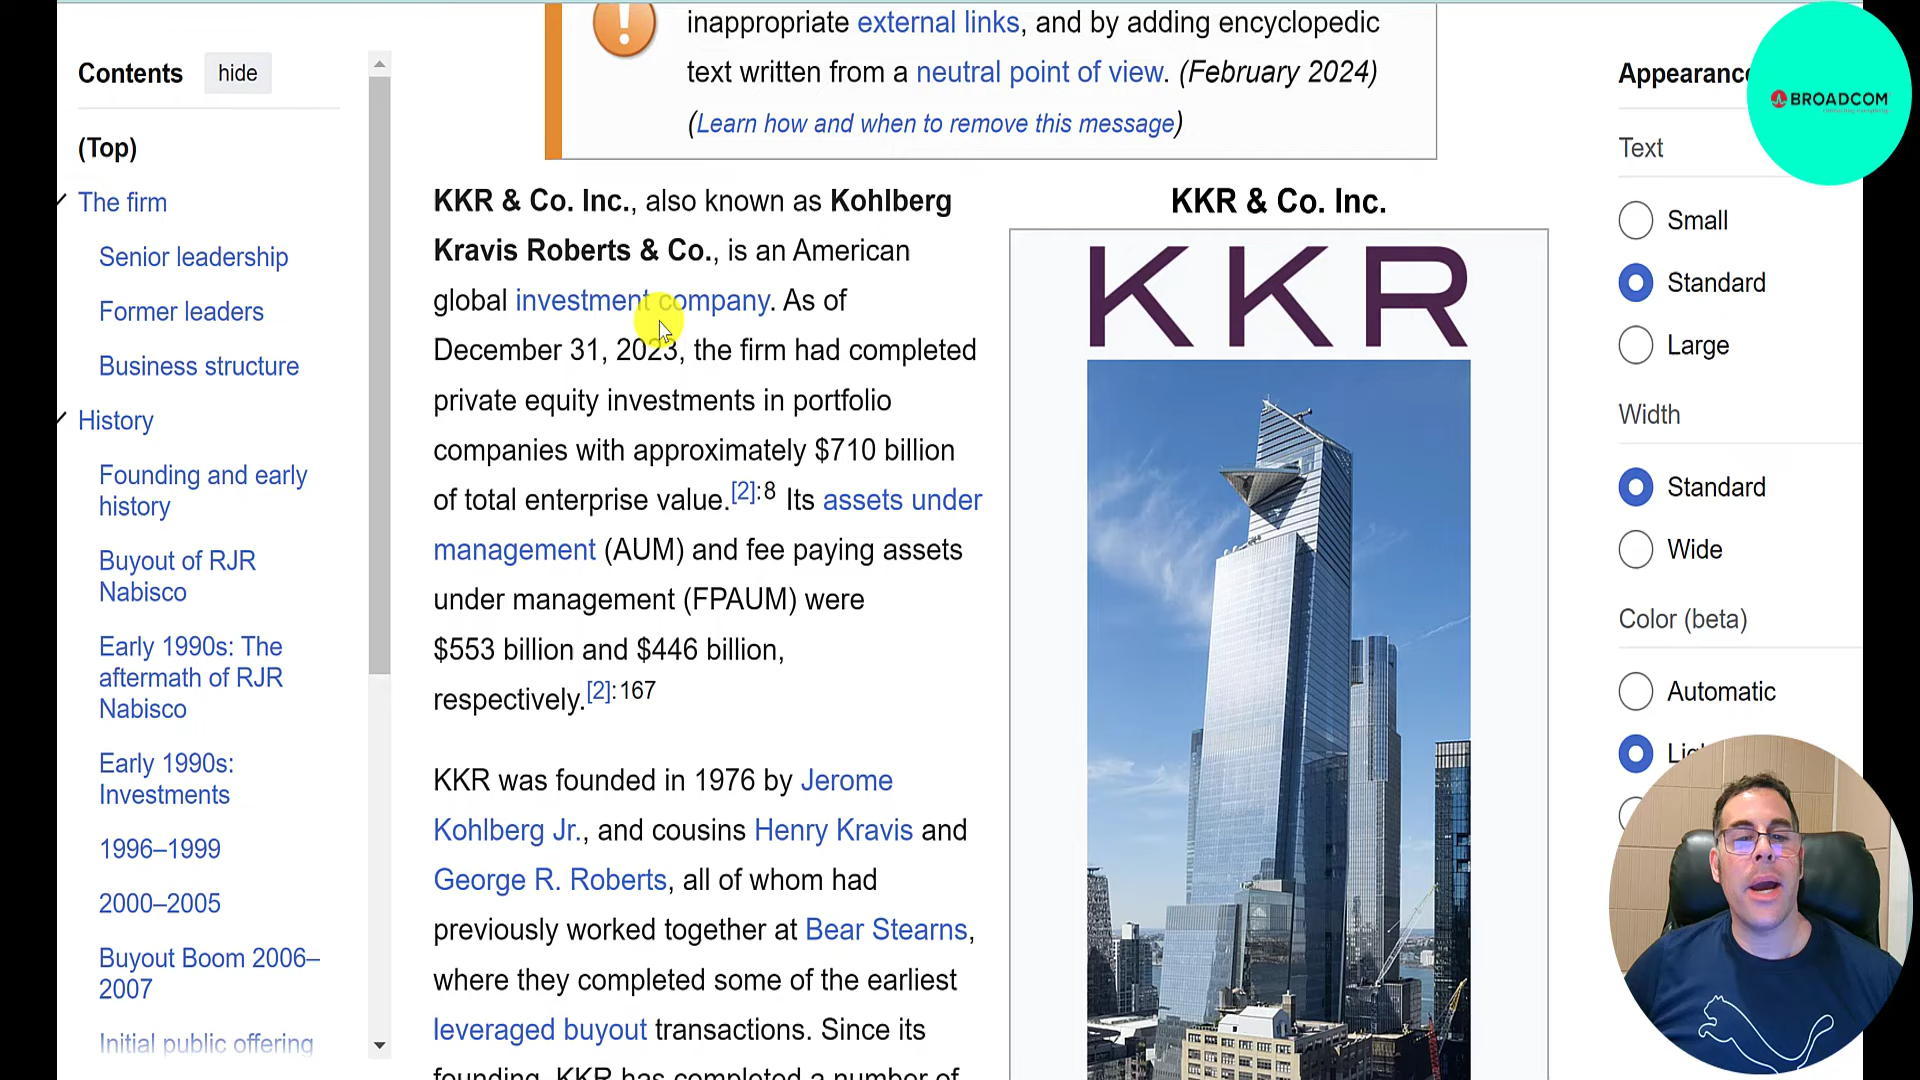 inappropriate external links, and by adding encyclopedic
text written from a neutral point of view. (February 2024)
(Learn how and when to remove this message)
Contents
hide
(Top)
The firm
Senior leadership
Former leaders
Business structure
History
Founding and early
history
Buyout of RJR
Nabisco
Early 1990s: The
aftermath of RJR
Nabisco
Early 1990s:
Investments
1996–1999
2000–2005
Buyout Boom 2006–
2007
Initial public offering
KKR & Co. Inc., also known as Kohlberg
Kravis Roberts & Co., is an American
global investment company. As of
December 31, 2023, the firm had completed
private equity investments in portfolio
companies with approximately $710 billion
of total enterprise value.[2]:8 Its assets under
management (AUM) and fee paying assets
under management (FPAUM) were
$553 billion and $446 billion,
respectively.[2]:167
KKR was founded in 1976 by Jerome
Kohlberg Jr., and cousins Henry Kravis and
George R. Roberts, all of whom had
previously worked together at Bear Stearns,
where they completed some of the earliest
leveraged buyout transactions. Since its
founding, KKR has completed a number of
KKR & Co. Inc.
KKR
Appearance
BROADCOM
Text
Small
Standard
Large
Width
Standard
Wide
Color (beta)
Automatic